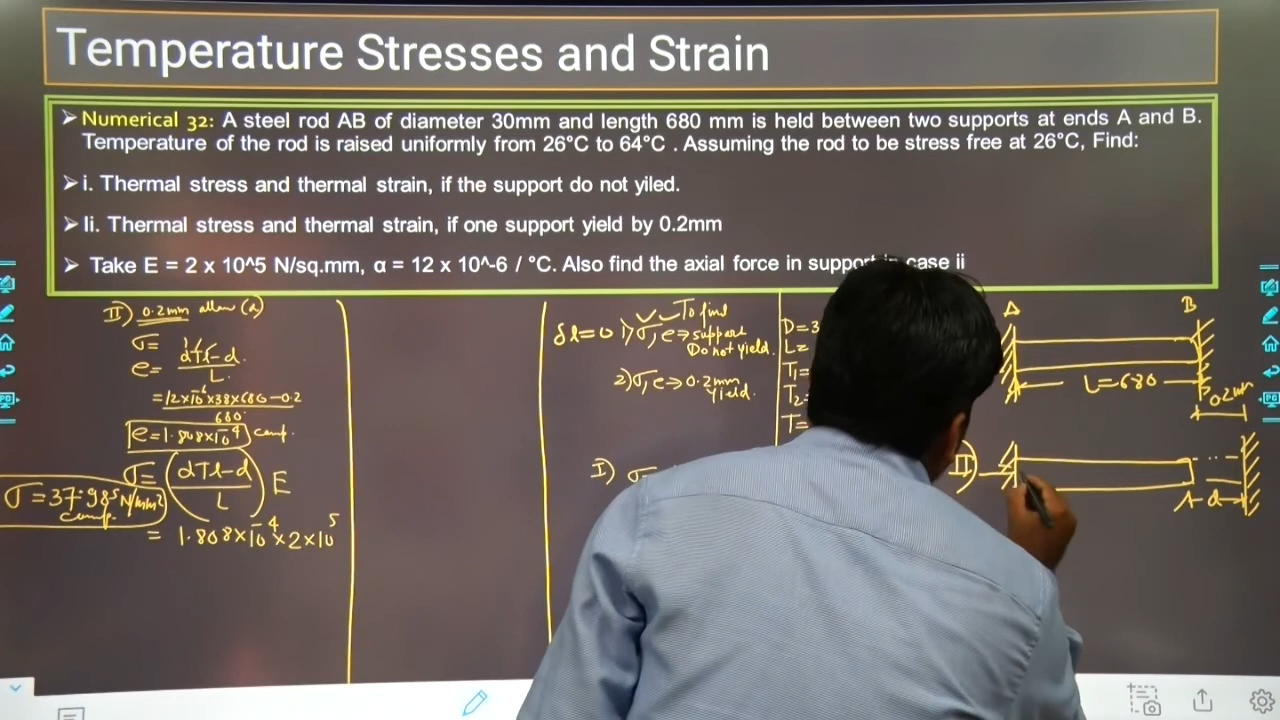 Temperature Stresses and Strain
➤ Numerical 32: A steel rod AB of diameter 30mm and length 680 mm is held between two supports at ends A and B.
Temperature of the rod is raised uniformly from 26°C to 64°C . Assuming the rod to be stress free at 26°C, Find:
➤ i. Thermal stress and thermal strain, if the support do not yiled.
➤ Ii. Thermal stress and thermal strain, if one support yield by 0.2mm
➤ Take E = 2 x 10^5 N/sq.mm, α = 12 x 10^-6 / °C. Also find the axial force in support in case ii
II) 0.2mm allow (d)
σ=
e= αTL-d
L.
= 12×10^-6×38×680-0.2
680
e=1.808×10^-4 comp.
σ= (αTL-d / L) E
σ=37.985 N/mm²
comp.
= 1.808×10^-4×2×10^5
To find
δl=0 1) σ, e → support
Do not yield.
2) σ, e → 0.2mm
yield.
I) σ=
D=3
L=
T₁=
T₂=
T=
A B
L=680
0.2mm
II)
d